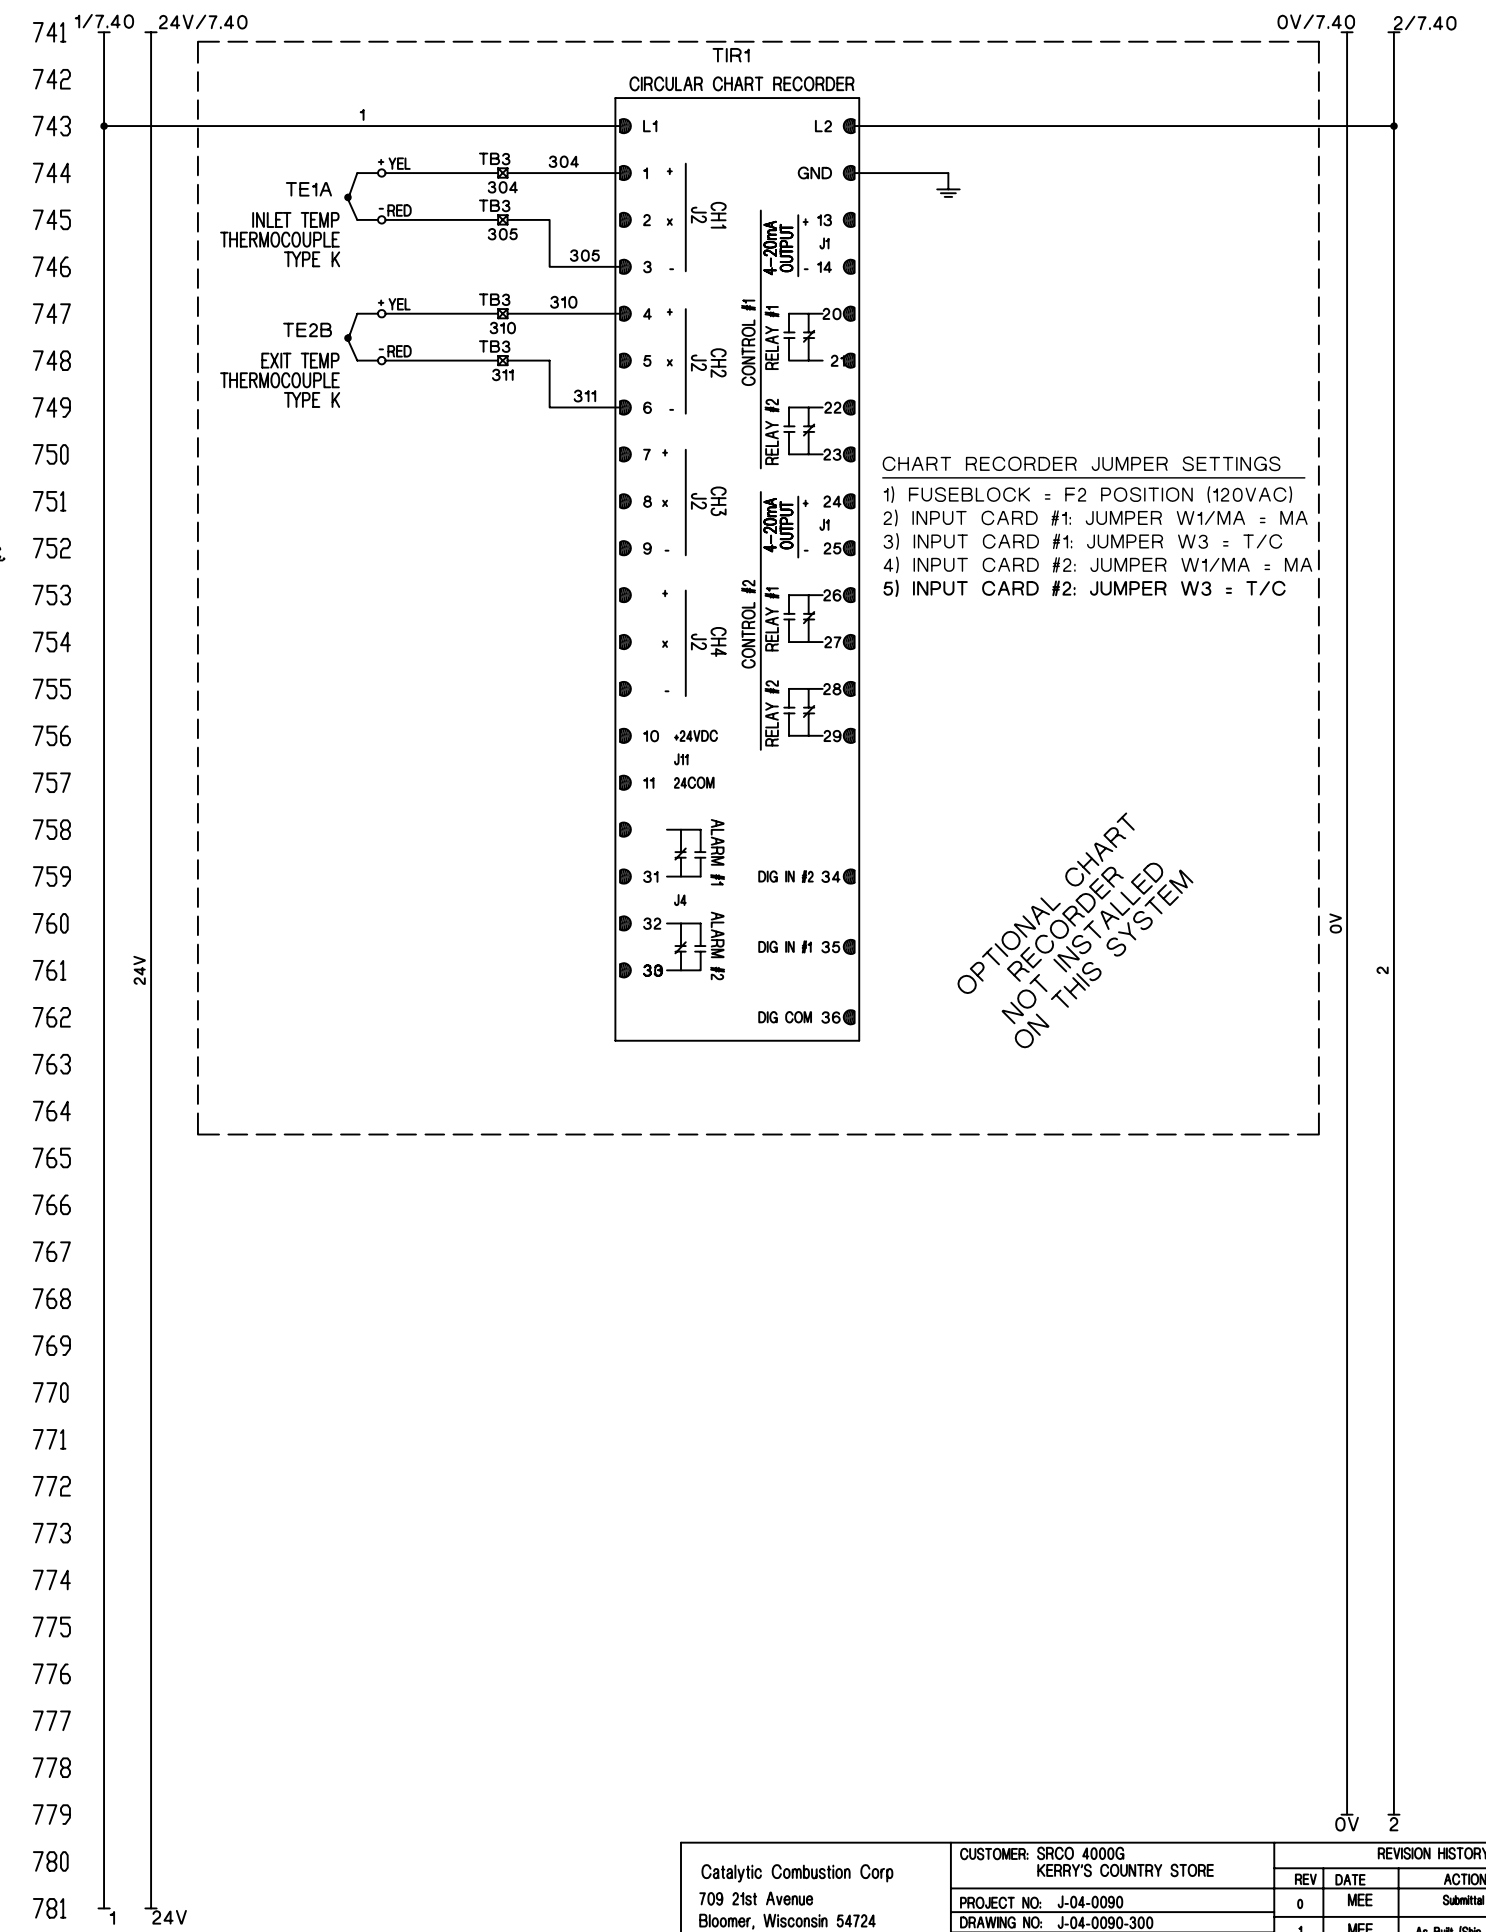 741 1/7.40 24V/7.40 0V/7.40 2/7.40
TIR1
742
CIRCULAR CHART RECORDER
743 1 L1 L2
744 + YEL TB3 304 1 + GND
TE1A 304
745 - RED TB3 2 x CH1 J2 + 13
INLET TEMP 305 4-20mA OUTPUT J1
THERMOCOUPLE
746 TYPE K 305 3 - - 14
747 + YEL TB3 310 4 + CONTROL #1 RELAY #1 20
TE2B 310
748 - RED TB3 5 x CH2 J2 21
EXIT TEMP 311
THERMOCOUPLE
749 TYPE K 311 6 - RELAY #2 22
750 7 + 23
CHART RECORDER JUMPER SETTINGS
751 8 x CH3 J2 4-20mA OUTPUT + 24
1) FUSEBLOCK = F2 POSITION (120VAC)
J1
2) INPUT CARD #1: JUMPER W1/MA = MA
752 9 - - 25
3) INPUT CARD #1: JUMPER W3 = T/C
4) INPUT CARD #2: JUMPER W1/MA = MA
5) INPUT CARD #2: JUMPER W3 = T/C
753 + CONTROL #2 RELAY #1 26
754 x CH4 J2 27
755 - RELAY #2 28
756 10 +24VDC 29
J11
757 11 24COM
758 ALARM #1
759 31 DIG IN #2 34
J4
760 32 ALARM #2
DIG IN #1 35
761
762 DIG COM 36
OPTIONAL CHART
RECORDER
NOT INSTALLED
ON THIS SYSTEM
24V
0V
2
763
764
765
766
767
768
769
770
771
772
773
774
775
776
777
778
779 0V 2
780
781 1 24V
Catalytic Combustion Corp
709 21st Avenue
Bloomer, Wisconsin 54724
CUSTOMER: SRCO 4000G
KERRY'S COUNTRY STORE
PROJECT NO: J-04-0090
DRAWING NO: J-04-0090-300
REVISION HISTORY
REV DATE ACTION
0 MEE Submittal
1 MEE As Built